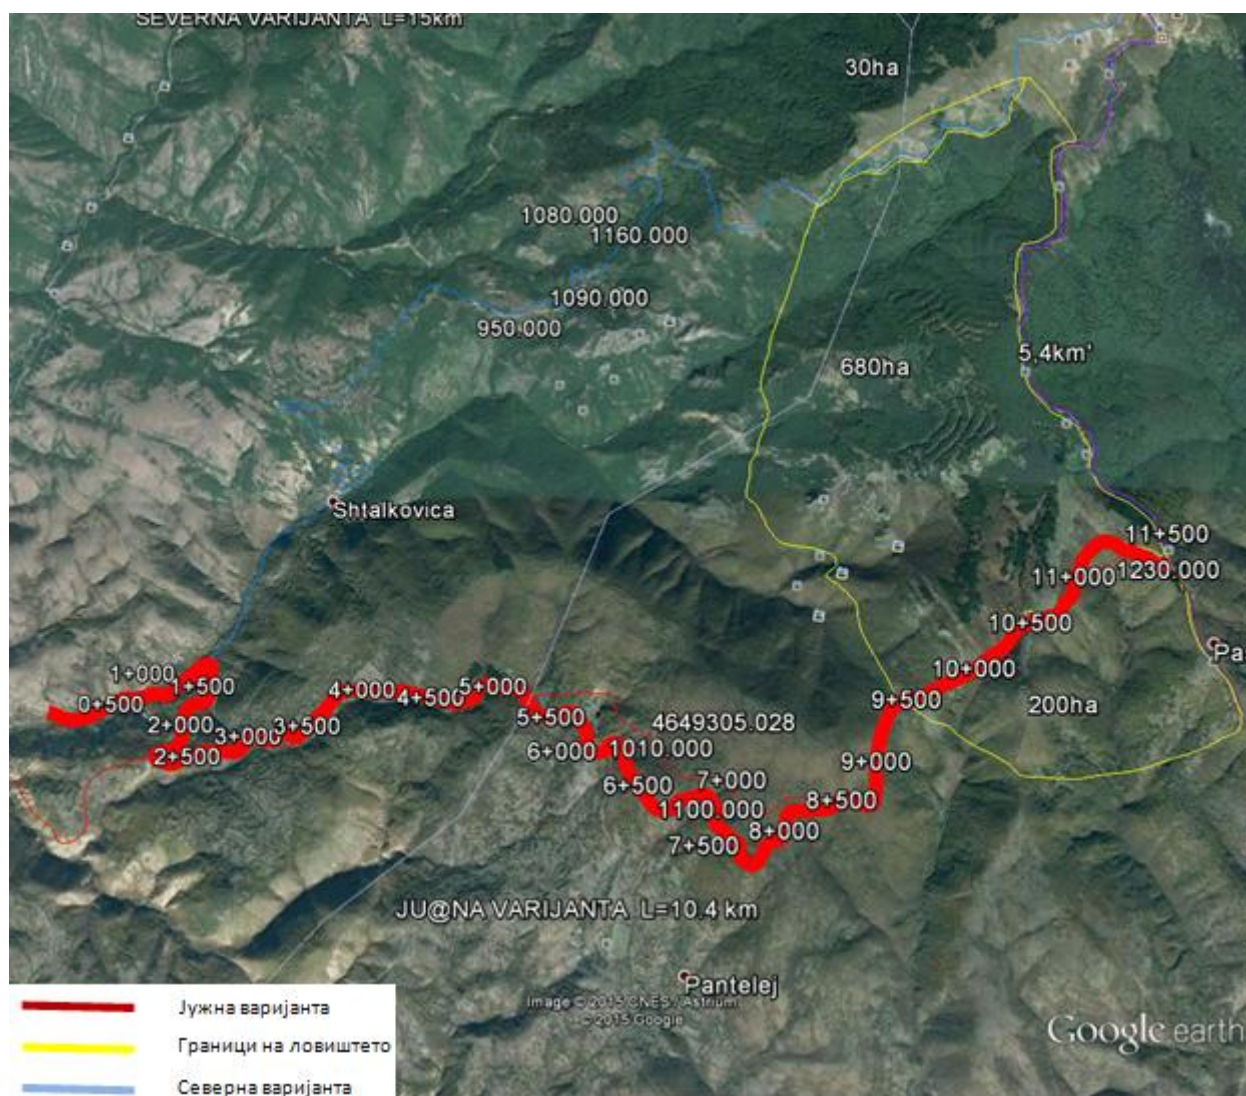 SEVERNA VARIJANTA L=15km
30ha
1080.000
1160.000
1090.000
950.000
5,4km'
680ha
Shtalkovica
11+500
1230.000
11+000
10+500
Pa
10+000
1+000
1+500
0+500
4+000
5+000
4+500
9+500
200ha
2+000
3+000
3+500
5+500
4649305.028
2+500
6+000
1010.000
9+000
7+000
6+500
8+500
1100.000
8+000
7+500
JU@NA VARIJANTA L=10,4 km
Pantelej
Image © 2015 CNES / Astrium
© 2015 Google
Google earth
Јужна варијанта
Граници на ловиштето
Северна варијанта